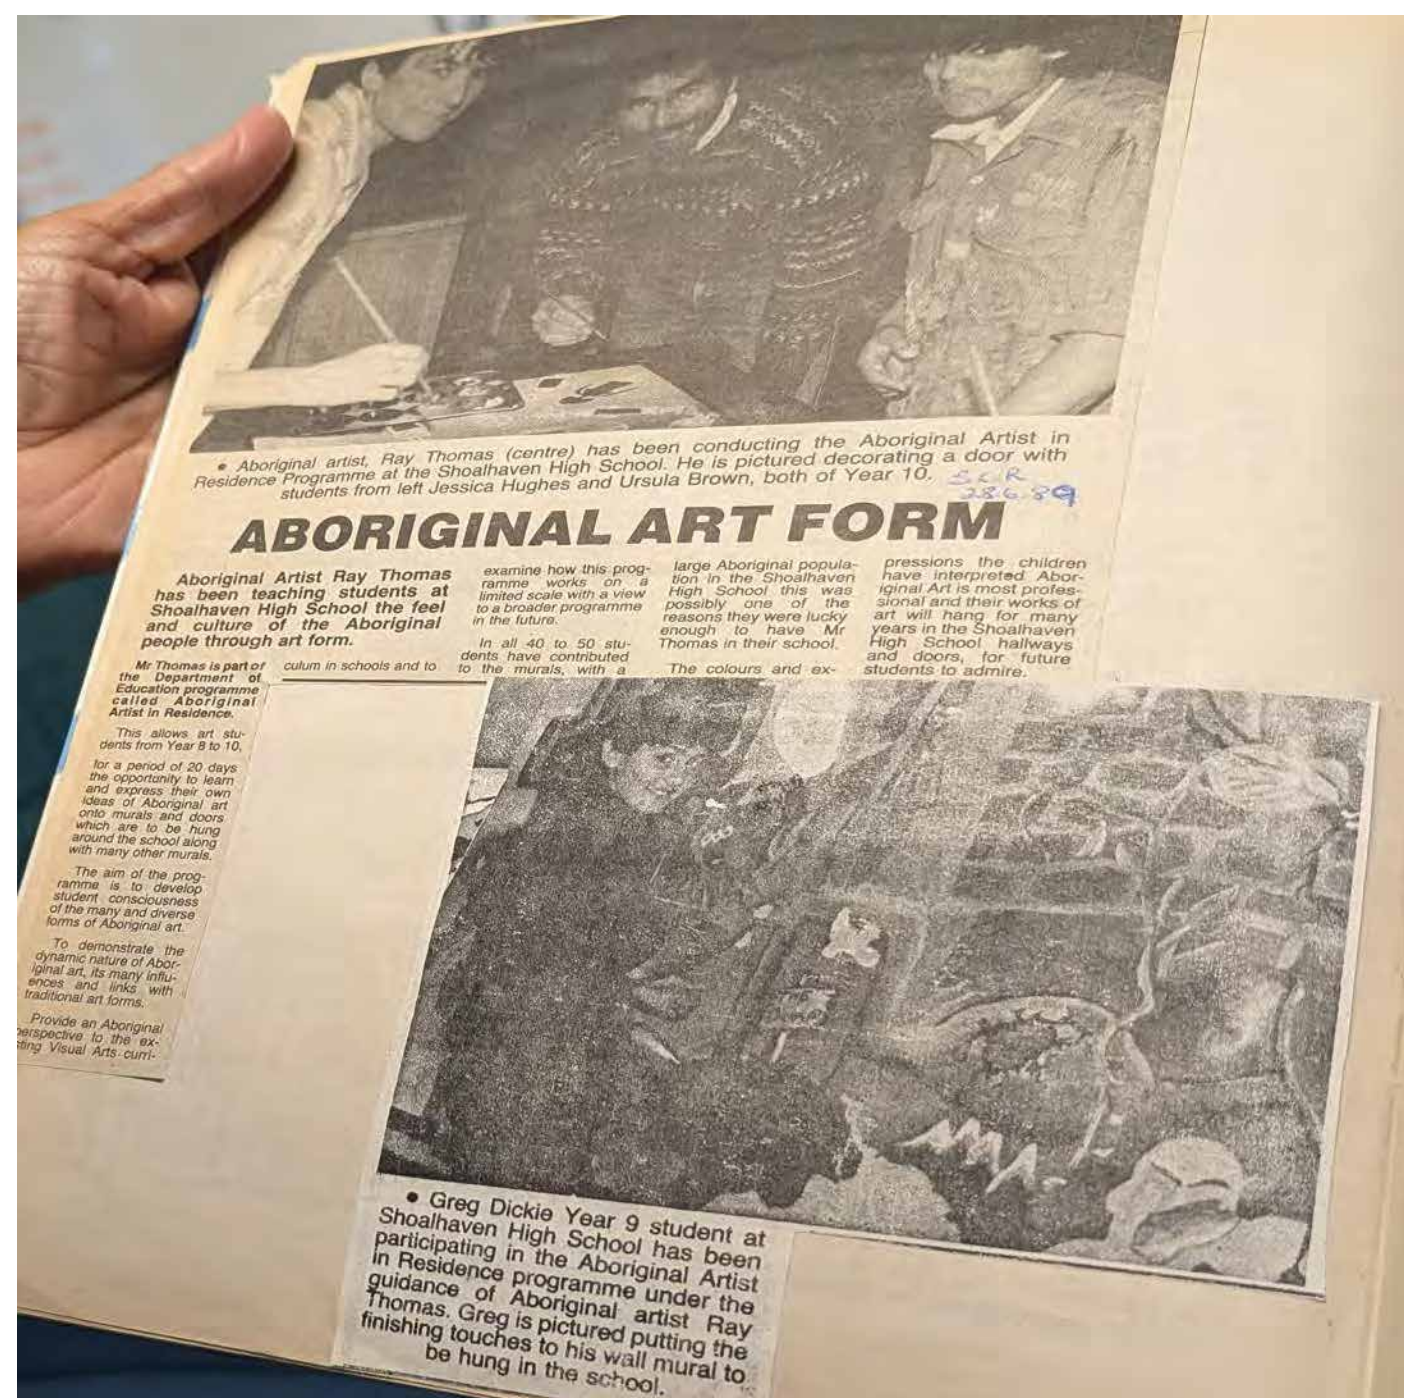 • Aboriginal artist, Ray Thomas (centre) has been conducting the Aboriginal Artist in
Residence Programme at the Shoalhaven High School. He is pictured decorating a door with
students from left Jessica Hughes and Ursula Brown, both of Year 10.
S.C.R
28.6.89
ABORIGINAL ART FORM
Aboriginal Artist Ray Thomas
has been teaching students at
Shoalhaven High School the feel
and culture of the Aboriginal
people through art form.
Mr Thomas is part of
the Department of
Education programme
called Aboriginal
Artist in Residence.
This allows art stu-
dents from Year 8 to 10,
for a period of 20 days
the opportunity to learn
and express their own
ideas of Aboriginal art
onto murals and doors
which are to be hung
around the school along
with many other murals.
The aim of the prog-
ramme is to develop
student consciousness
of the many and diverse
forms of Aboriginal art.
To demonstrate the
dynamic nature of Abor-
iginal art, its many influ-
ences and links with
traditional art forms.
Provide an Aboriginal
perspective to the ex-
sting Visual Arts curri-
culum in schools and to
examine how this prog-
ramme works on a
limited scale with a view
to a broader programme
in the future.
In all 40 to 50 stu-
dents have contributed
to the murals, with a
large Aboriginal popula-
tion in the Shoalhaven
High School this was
possibly one of the
reasons they were lucky
enough to have Mr
Thomas in their school.
The colours and ex-
pressions the children
have interpreted Abor-
iginal Art is most profes-
sional and their works of
art will hang for many
years in the Shoalhaven
High School hallways
and doors, for future
students to admire.
• Greg Dickie Year 9 student at
Shoalhaven High School has been
participating in the Aboriginal Artist
in Residence programme under the
guidance of Aboriginal artist Ray
Thomas. Greg is pictured putting the
finishing touches to his wall mural to
be hung in the school.